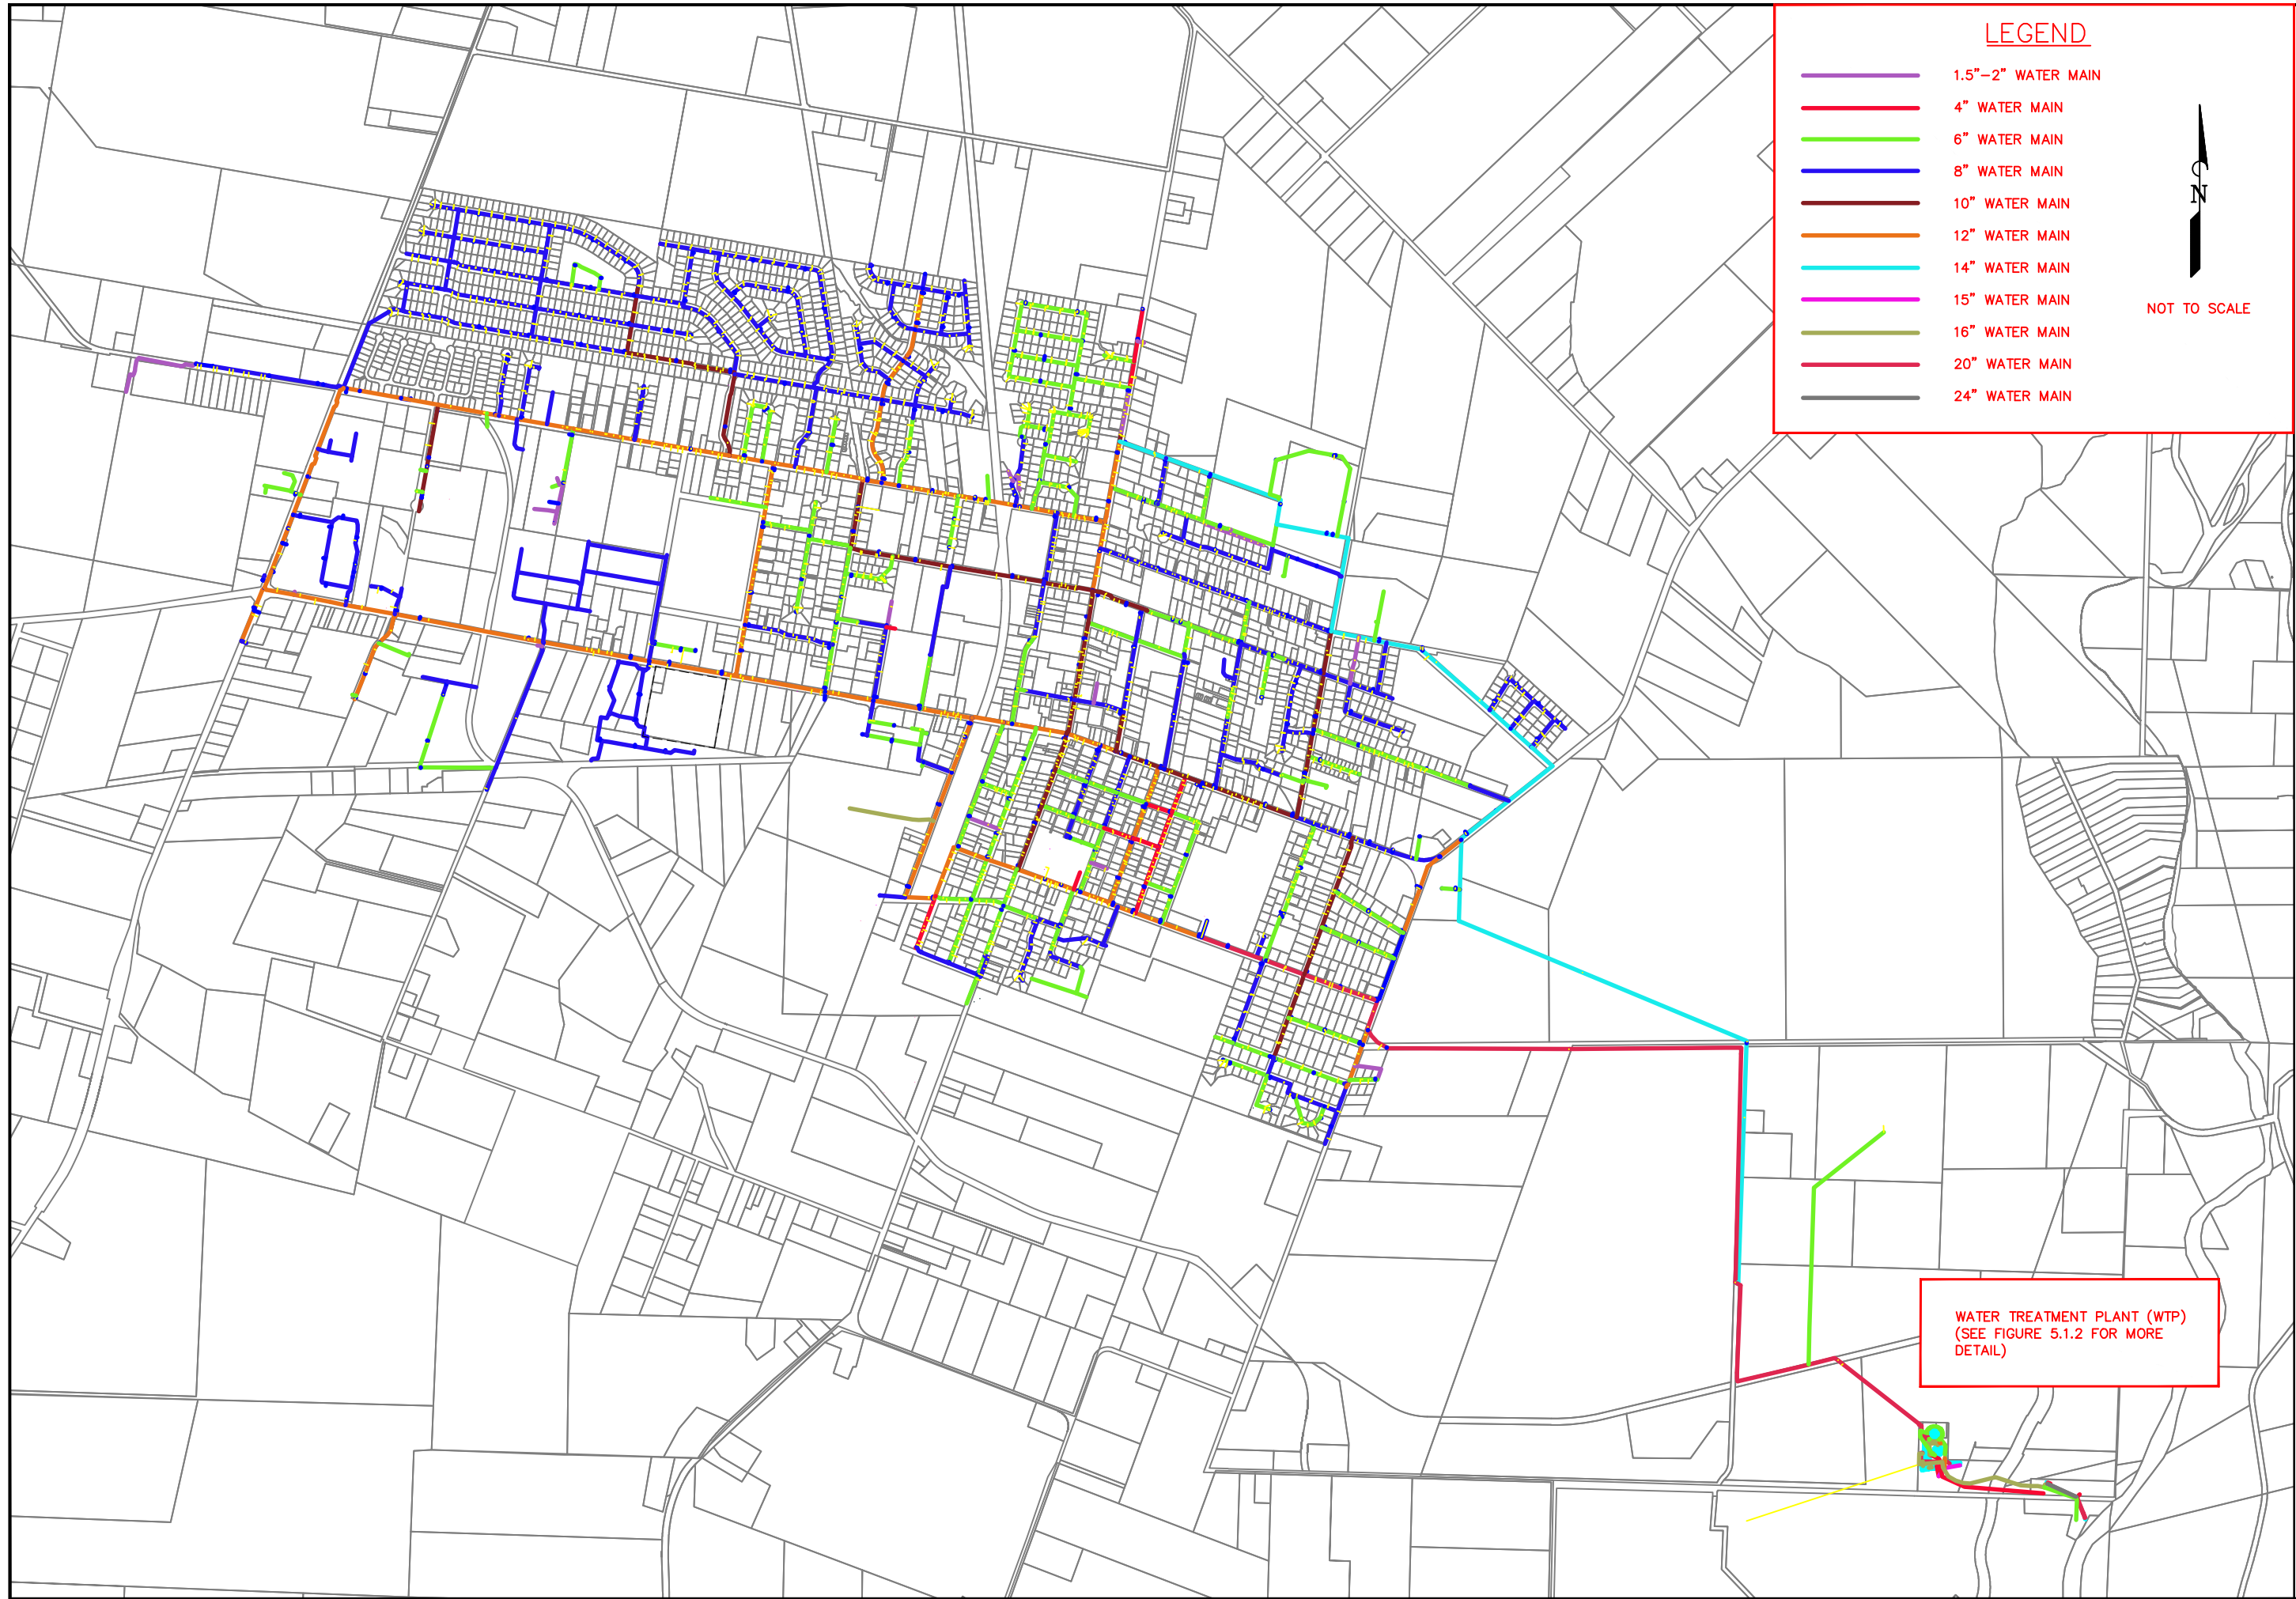 LEGEND
1.5"-2" WATER MAIN
4" WATER MAIN
6" WATER MAIN
8" WATER MAIN
10" WATER MAIN
12" WATER MAIN
14" WATER MAIN
15" WATER MAIN
16" WATER MAIN
20" WATER MAIN
24" WATER MAIN
N
NOT TO SCALE
WATER TREATMENT PLANT (WTP)
(SEE FIGURE 5.1.2 FOR MORE
DETAIL)